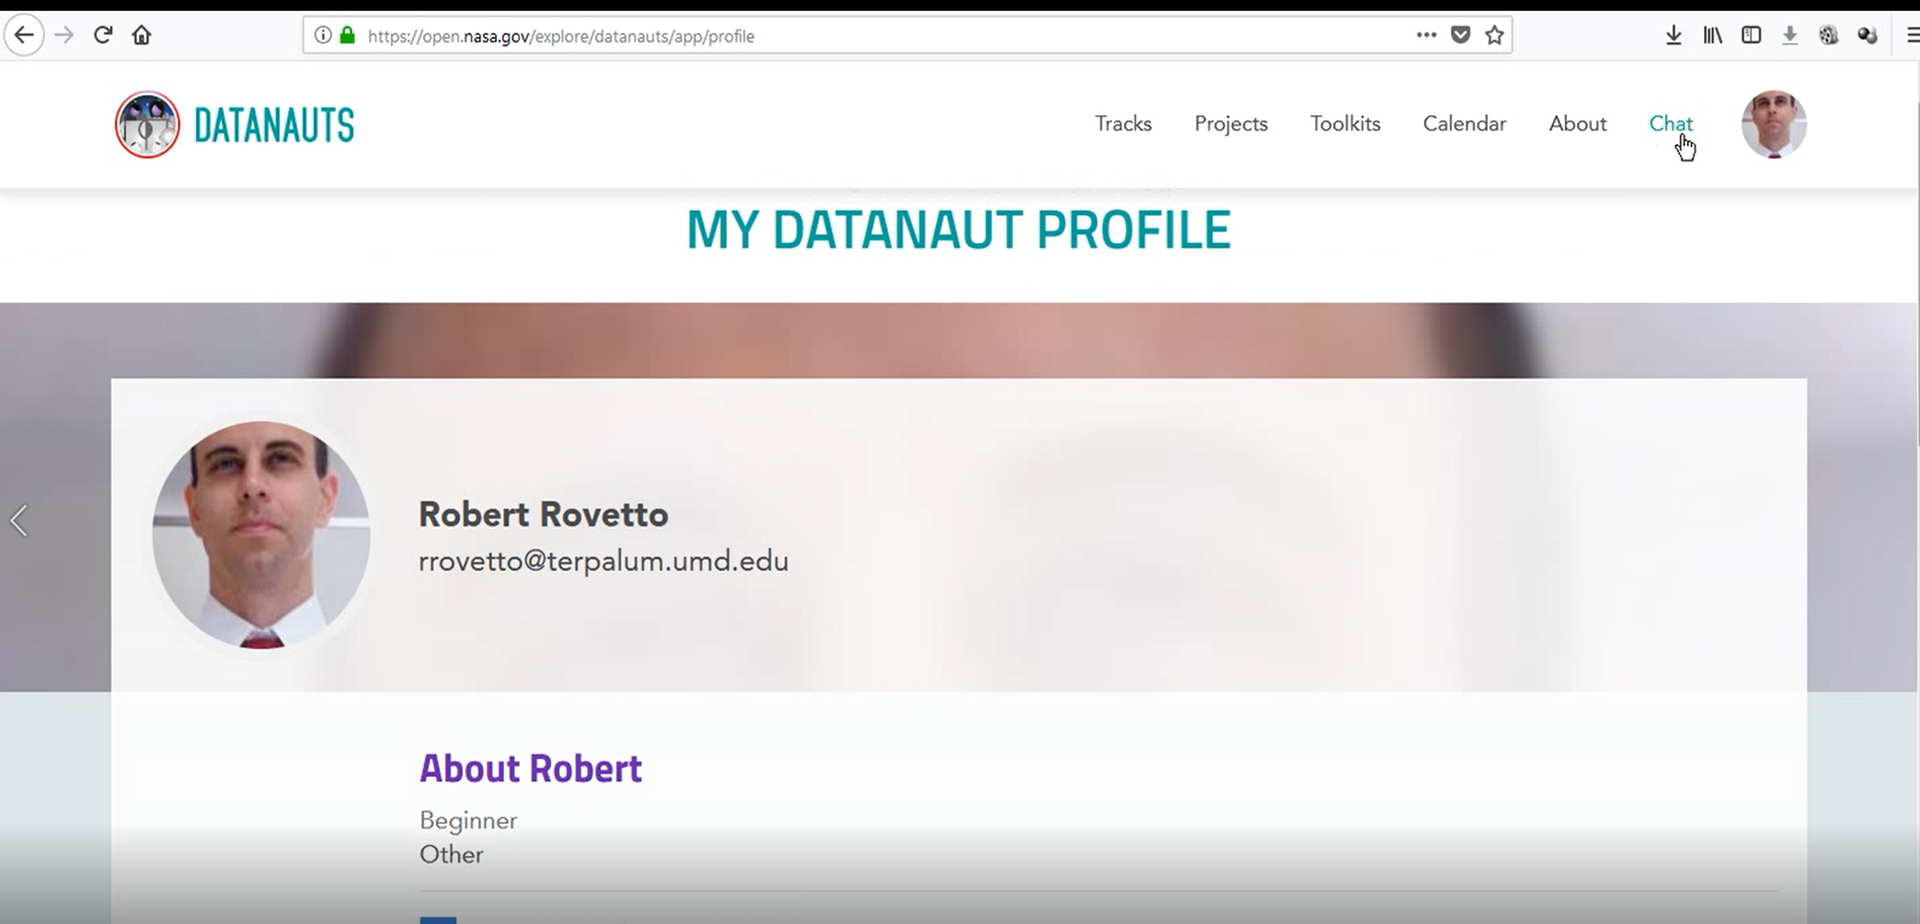 https://open.nasa.gov/explore/datanauts/app/profile
DATANAUTS
Tracks Projects Toolkits Calendar About Chat
MY DATANAUT PROFILE
Robert Rovetto
rrovetto@terpalum.umd.edu
About Robert
Beginner
Other